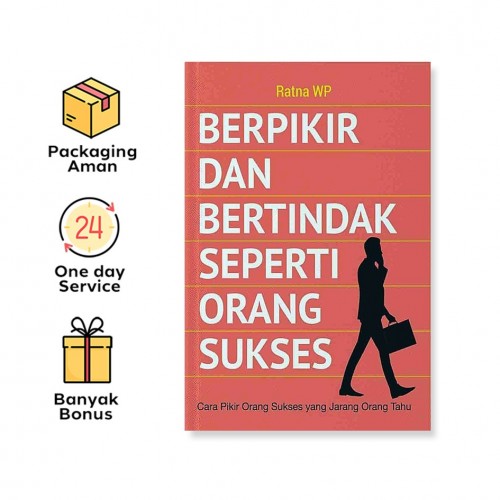 Packaging
Aman
24
One day
Service
Banyak
Bonus
Ratna WP
BERPIKIR
DAN
BERTINDAK
SEPERTI
ORANG
SUKSES
Cara Pikir Orang Sukses yang Jarang Orang Tahu